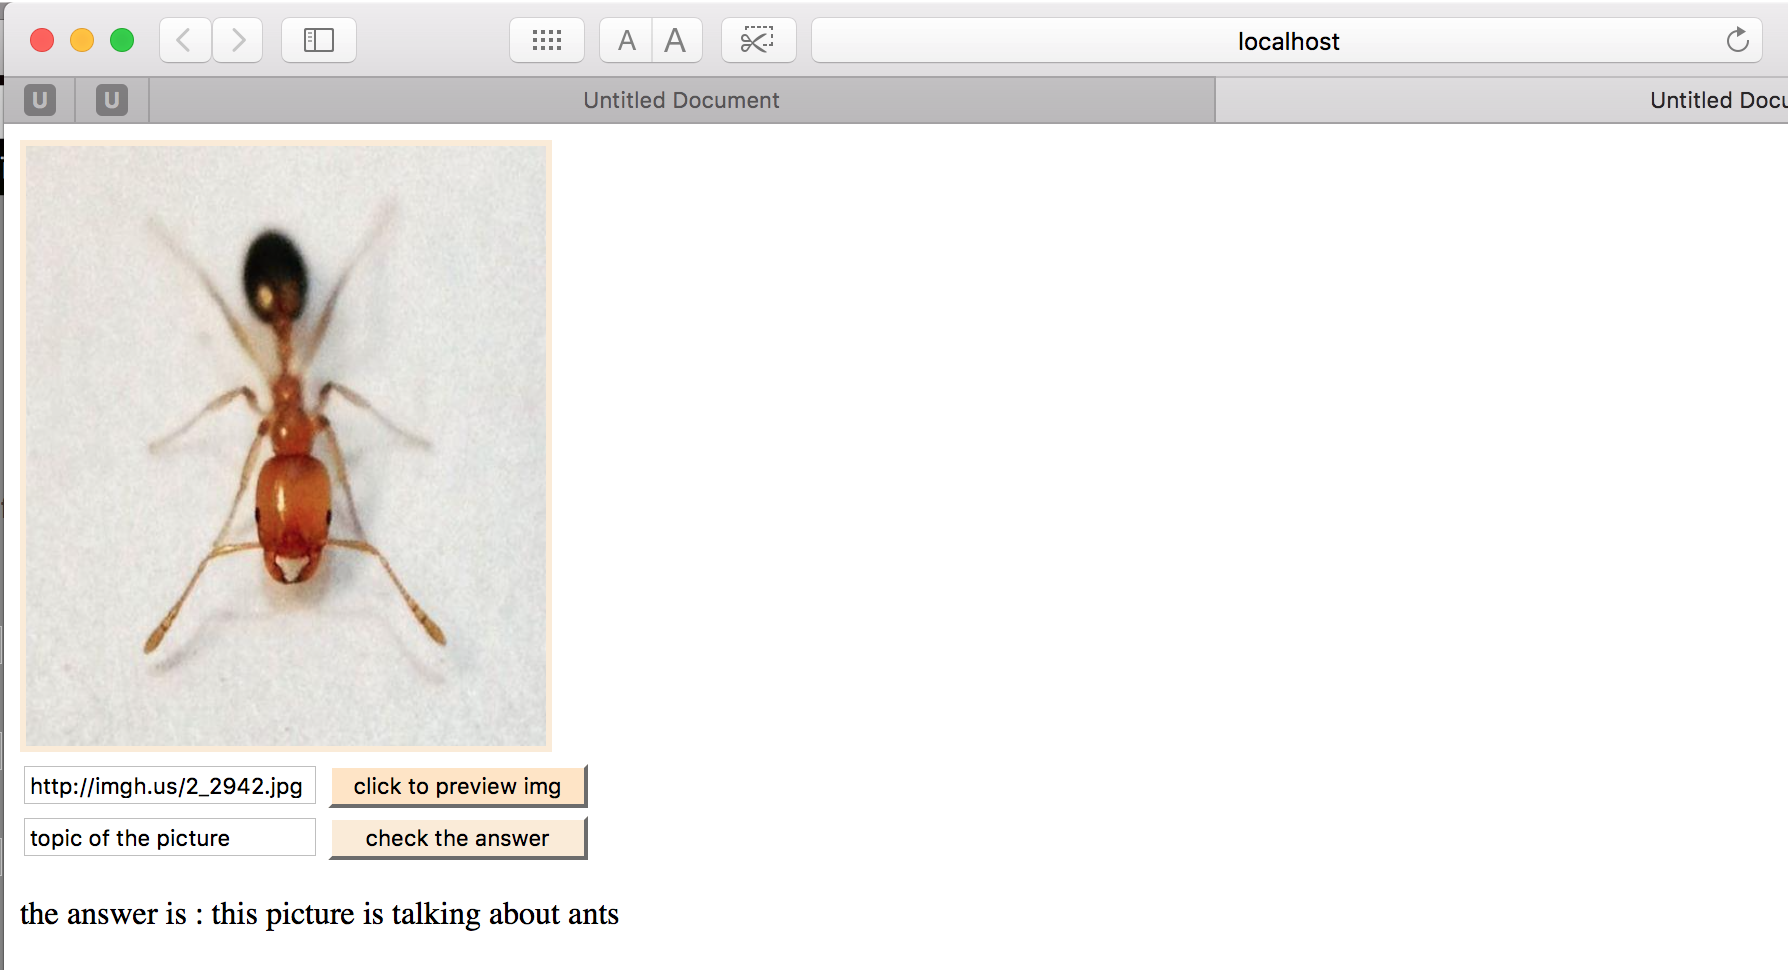 A A
localhost
U U Untitled Document Untitled Docu
http://imgh.us/2_2942.jpg click to preview img
topic of the picture check the answer
the answer is : this picture is talking about ants